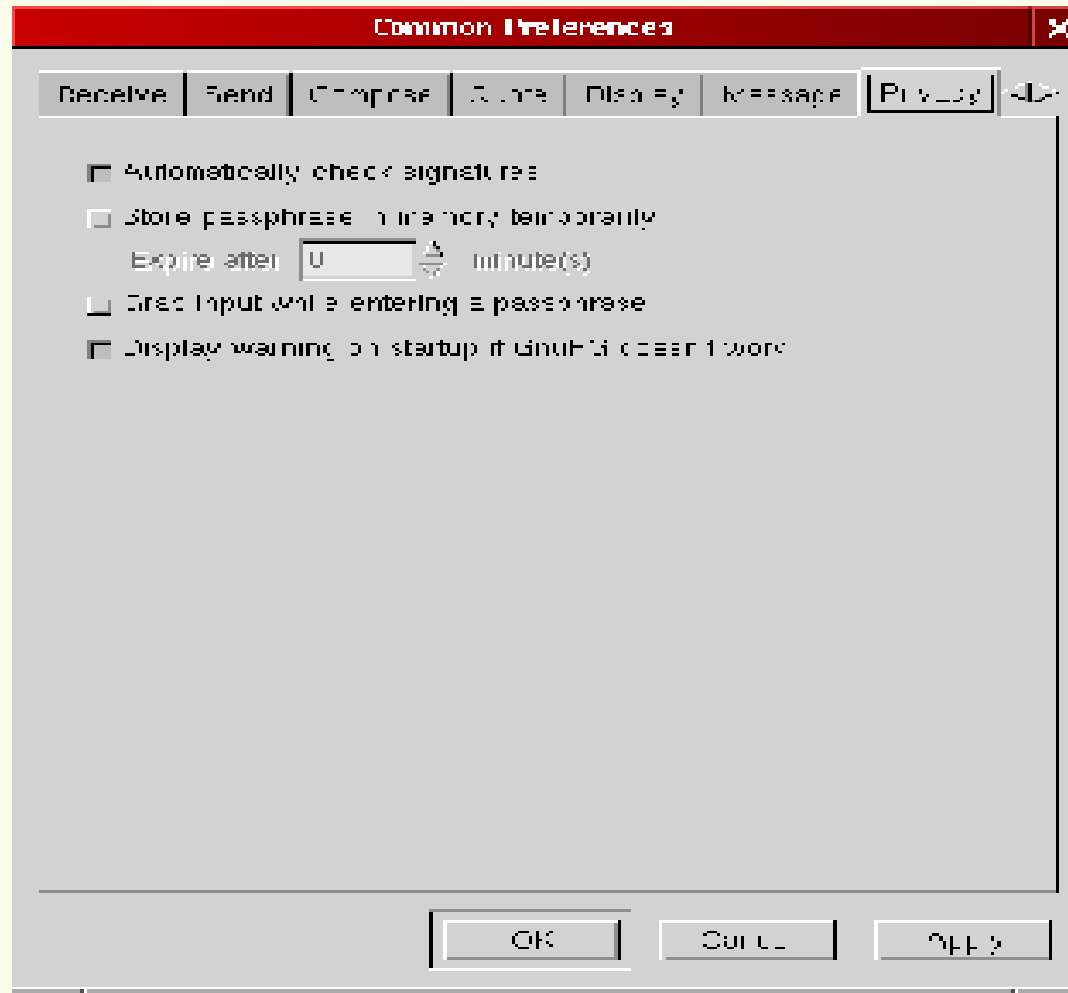 Common Preferences
Receive Send Compose Quote Display Message Privacy
Automatically check signatures
Store passphrase in memory temporarily
Expire after 0 minute(s)
Grab input while entering a passphrase
Display warning on startup if GnuPG doesn't work
OK Cancel Apply